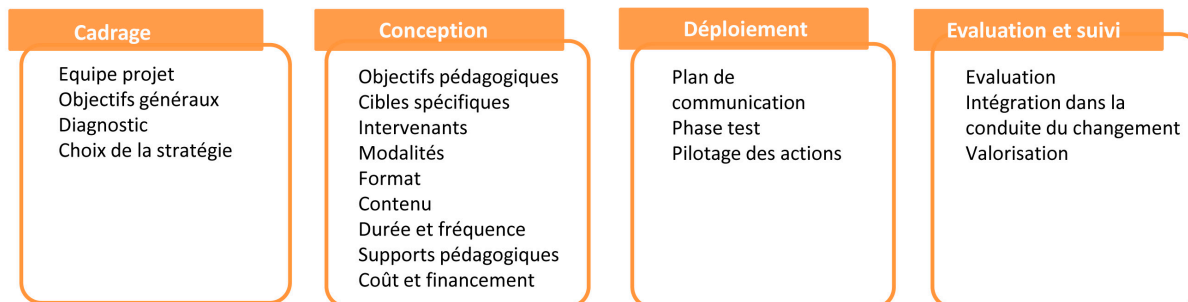 Cadrage
Equipe projet
Objectifs généraux
Diagnostic
Choix de la stratégie
Conception
Objectifs pédagogiques
Cibles spécifiques
Intervenants
Modalités
Format
Contenu
Durée et fréquence
Supports pédagogiques
Coût et financement
Déploiement
Plan de
communication
Phase test
Pilotage des actions
Evaluation et suivi
Evaluation
Intégration dans la
conduite du changement
Valorisation